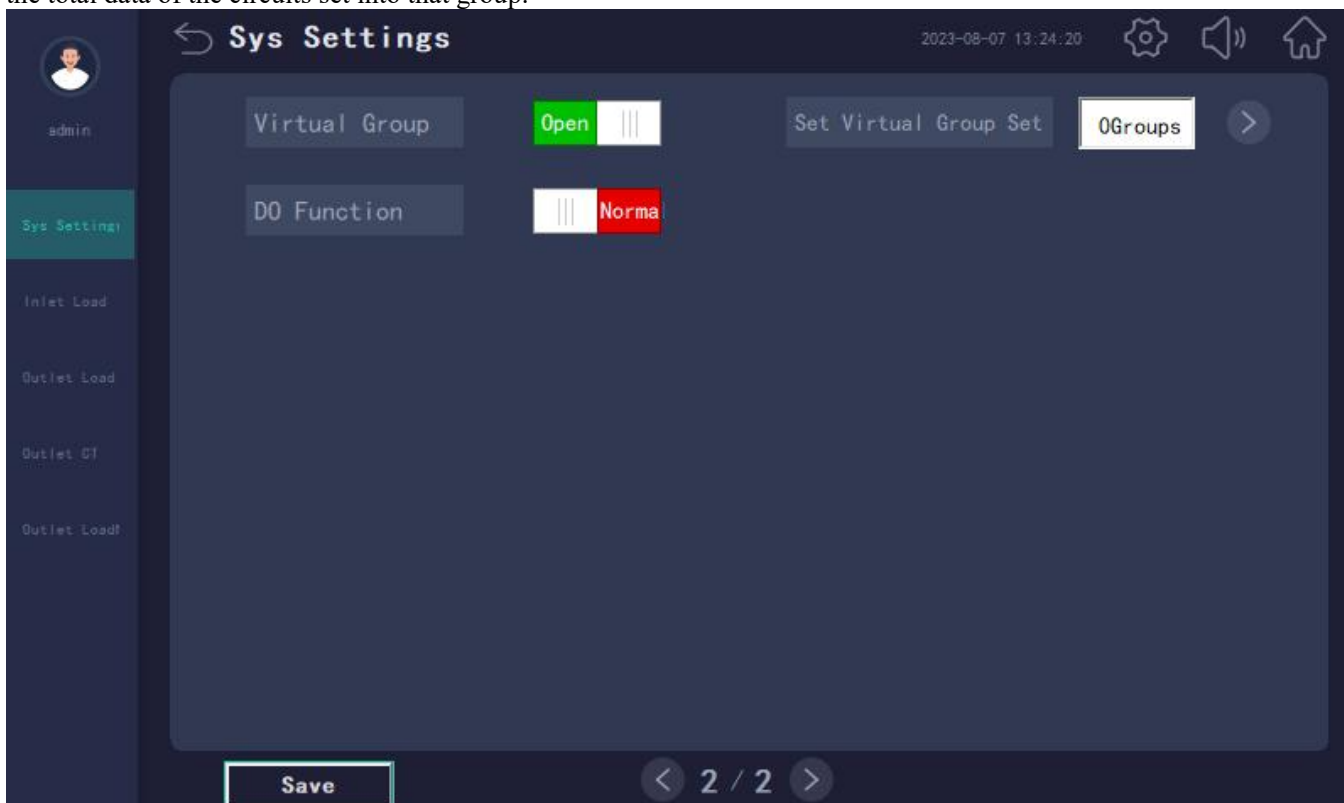 the total data of the circuits set into that group.
Sys Settings
2023-08-07 13:24:20
admin
Virtual Group
Open
Set Virtual Group Set
0Groups
DO Function
Normal
Sys Settings
Inlet Load
Outlet Load
Outlet CT
Outlet Load
Save
2 / 2